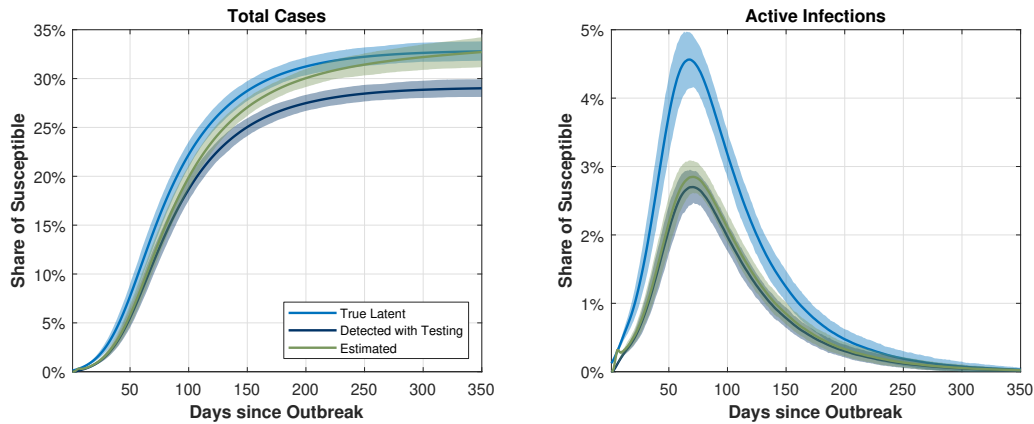 Total Cases
Share of Susceptible
35%
30%
25%
20%
15%
10%
5%
0%
50 100 150 200 250 300 350
Days since Outbreak
True Latent
Detected with Testing
Estimated
Active Infections
Share of Susceptible
5%
4%
3%
2%
1%
0%
50 100 150 200 250 300 350
Days since Outbreak